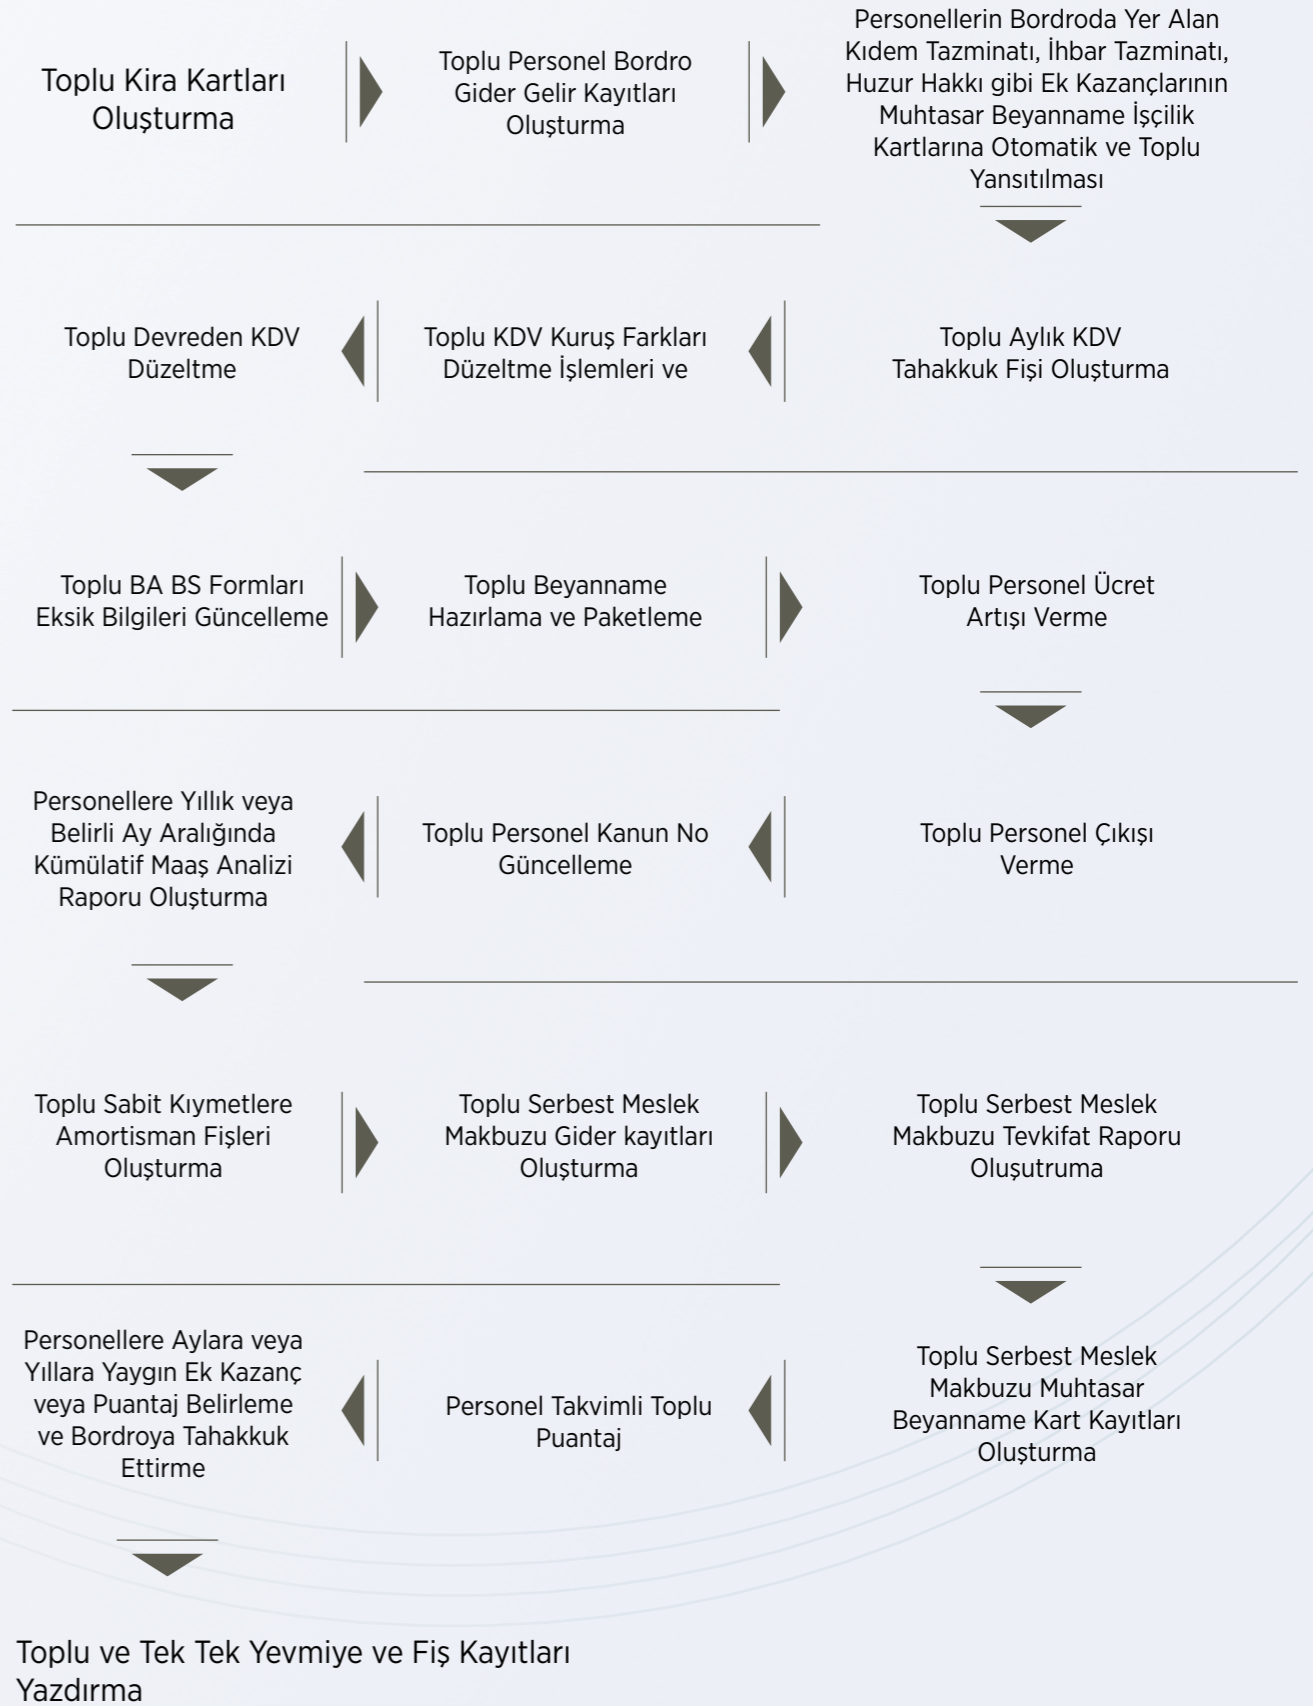 Toplu Kira Kartları
Oluşturma
Toplu Personel Bordro
Gider Gelir Kayıtları
Oluşturma
Personellerin Bordroda Yer Alan
Kıdem Tazminatı, İhbar Tazminatı,
Huzur Hakkı gibi Ek Kazançlarının
Muhtasar Beyanname İşçilik
Kartlarına Otomatik ve Toplu
Yansıtılması
Toplu Aylık KDV
Tahakkuk Fişi Oluşturma
Toplu KDV Kuruş Farkları
Düzeltme İşlemleri ve
Toplu Devreden KDV
Düzeltme
Toplu BA BS Formları
Eksik Bilgileri Güncelleme
Toplu Beyanname
Hazırlama ve Paketleme
Toplu Personel Ücret
Artışı Verme
Toplu Personel Çıkışı
Verme
Toplu Personel Kanun No
Güncelleme
Personellere Yıllık veya
Belirli Ay Aralığında
Kümülatif Maaş Analizi
Raporu Oluşturma
Toplu Sabit Kıymetlere
Amortisman Fişleri
Oluşturma
Toplu Serbest Meslek
Makbuzu Gider kayıtları
Oluşturma
Toplu Serbest Meslek
Makbuzu Tevkifat Raporu
Oluşutruma
Toplu Serbest Meslek
Makbuzu Muhtasar
Beyanname Kart Kayıtları
Oluşturma
Personel Takvimli Toplu
Puantaj
Personellere Aylara veya
Yıllara Yaygın Ek Kazanç
veya Puantaj Belirleme
ve Bordroya Tahakkuk
Ettirme
Toplu ve Tek Tek Yevmiye ve Fiş Kayıtları
Yazdırma